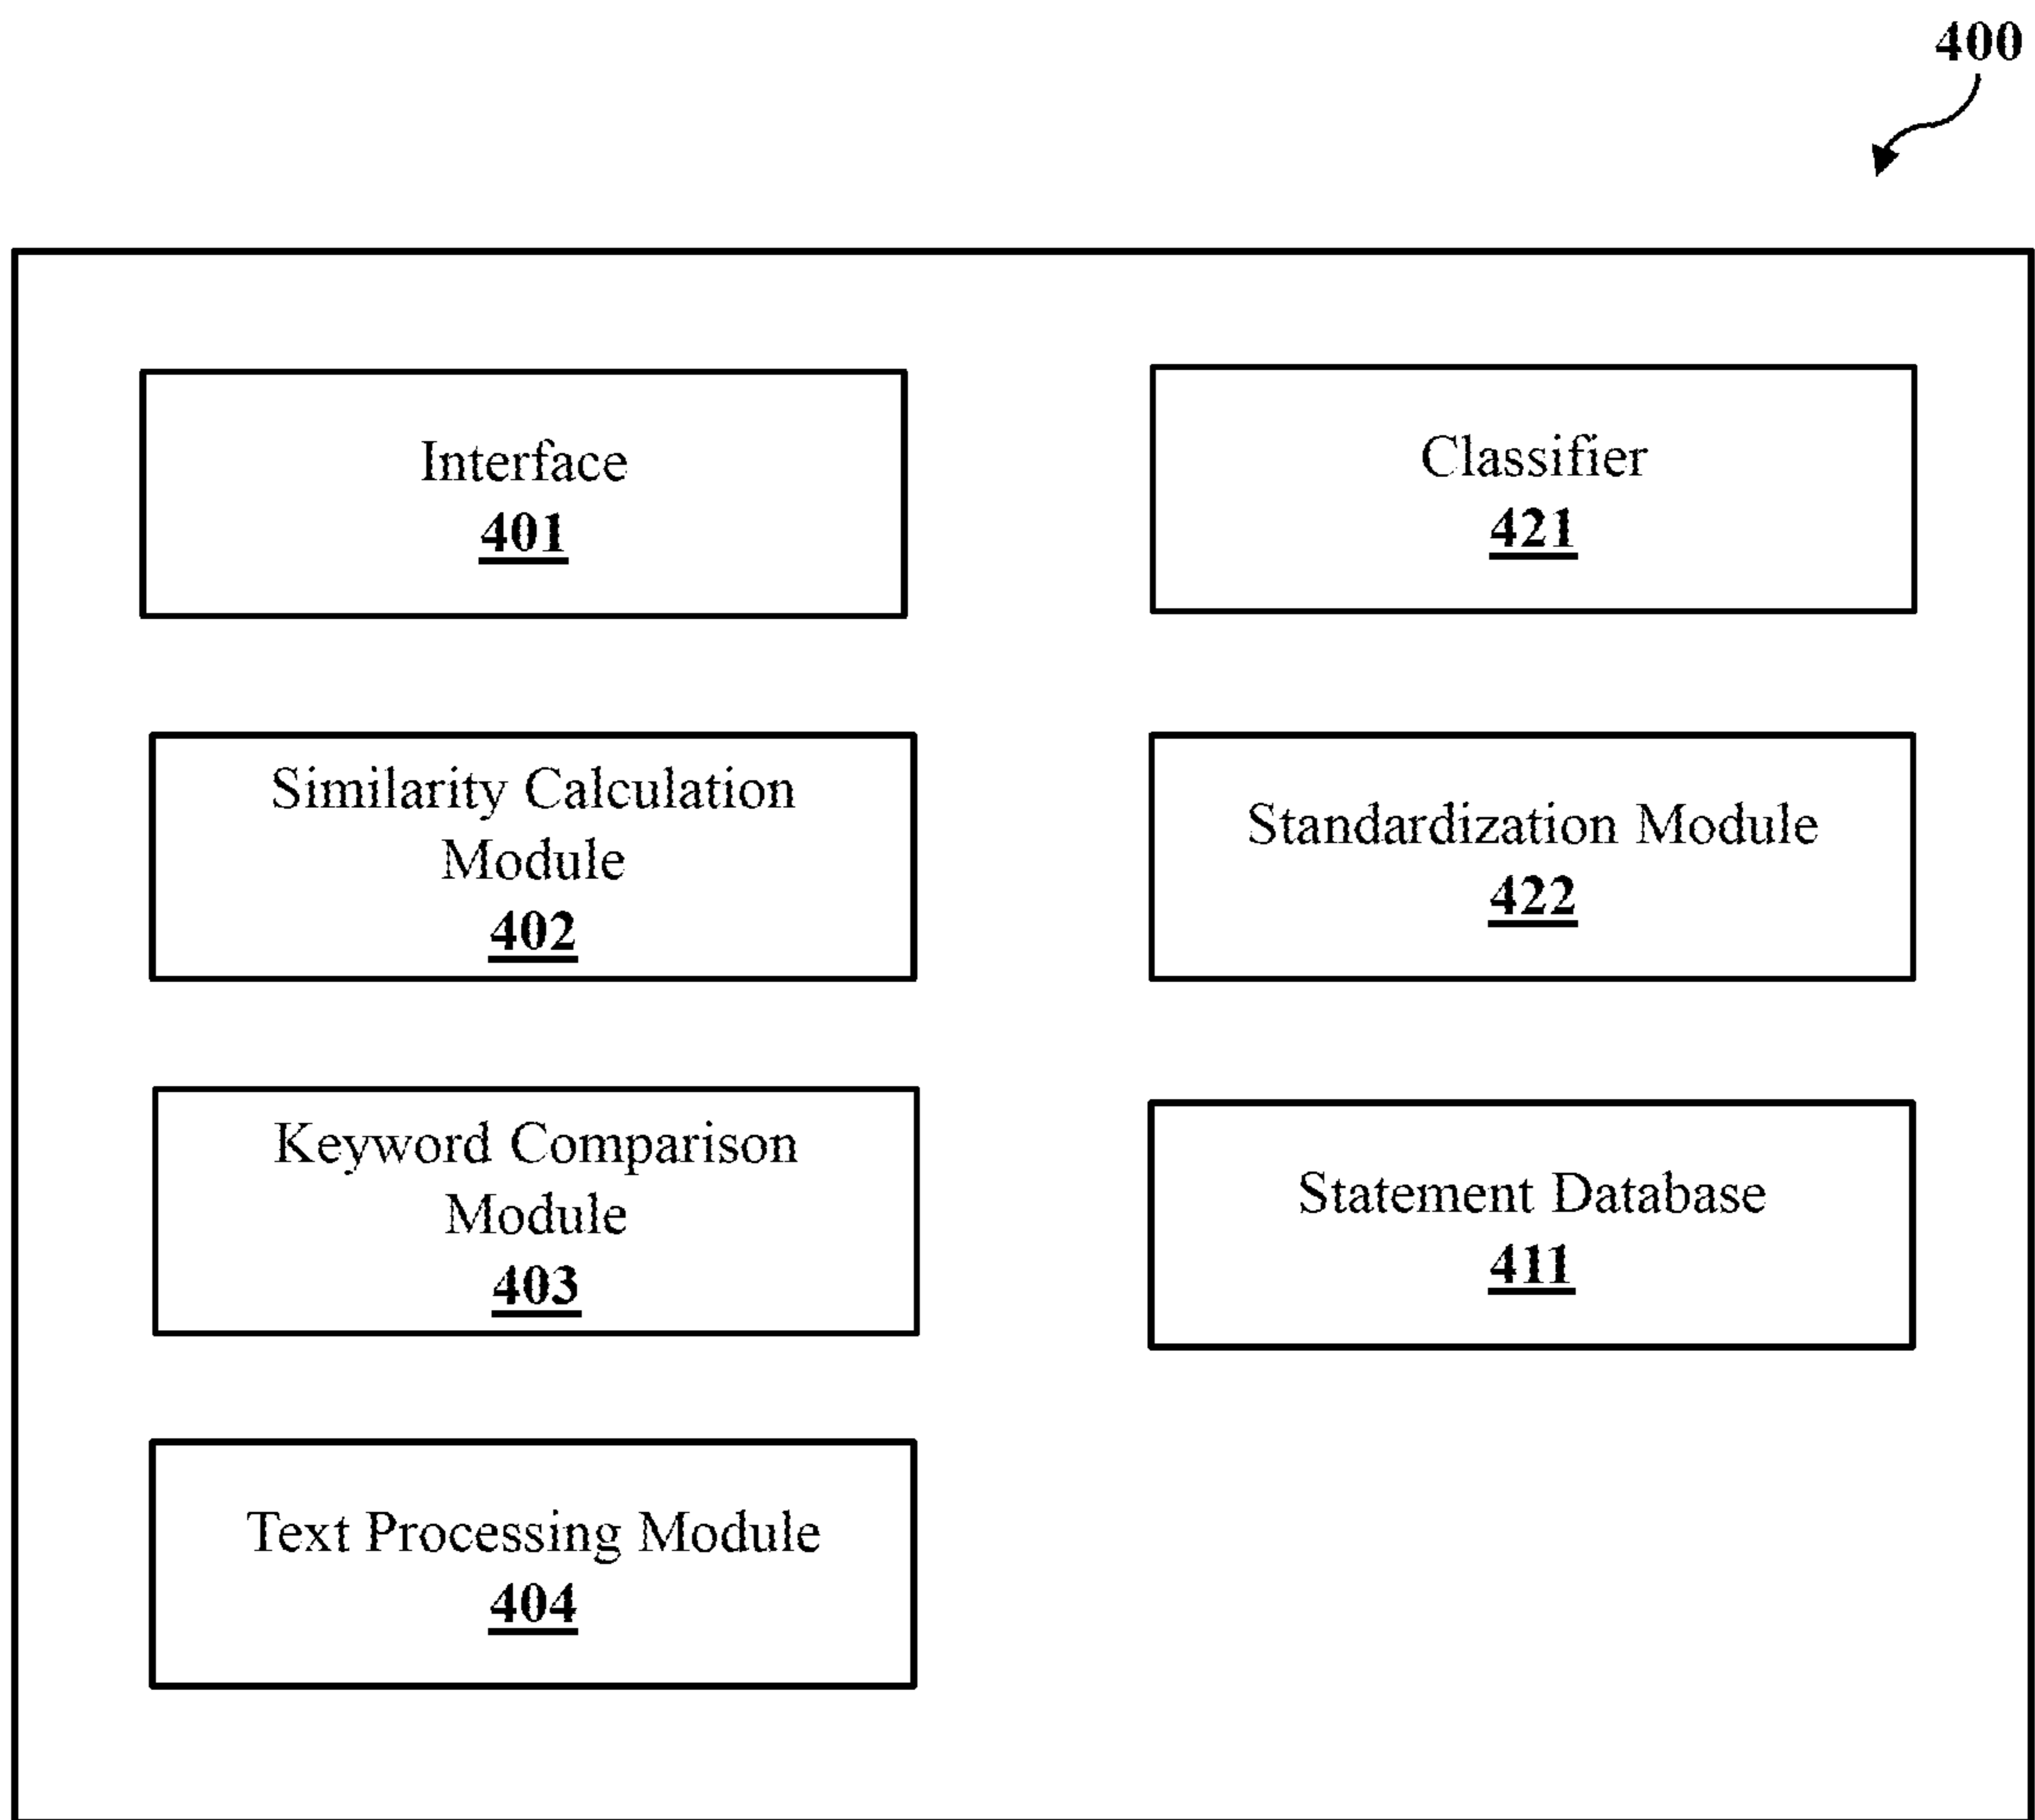 400
Interface
401
Classifier
421
Similarity Calculation
Module
402
Standardization Module
422
Keyword Comparison
Module
403
Statement Database
411
Text Processing Module
404